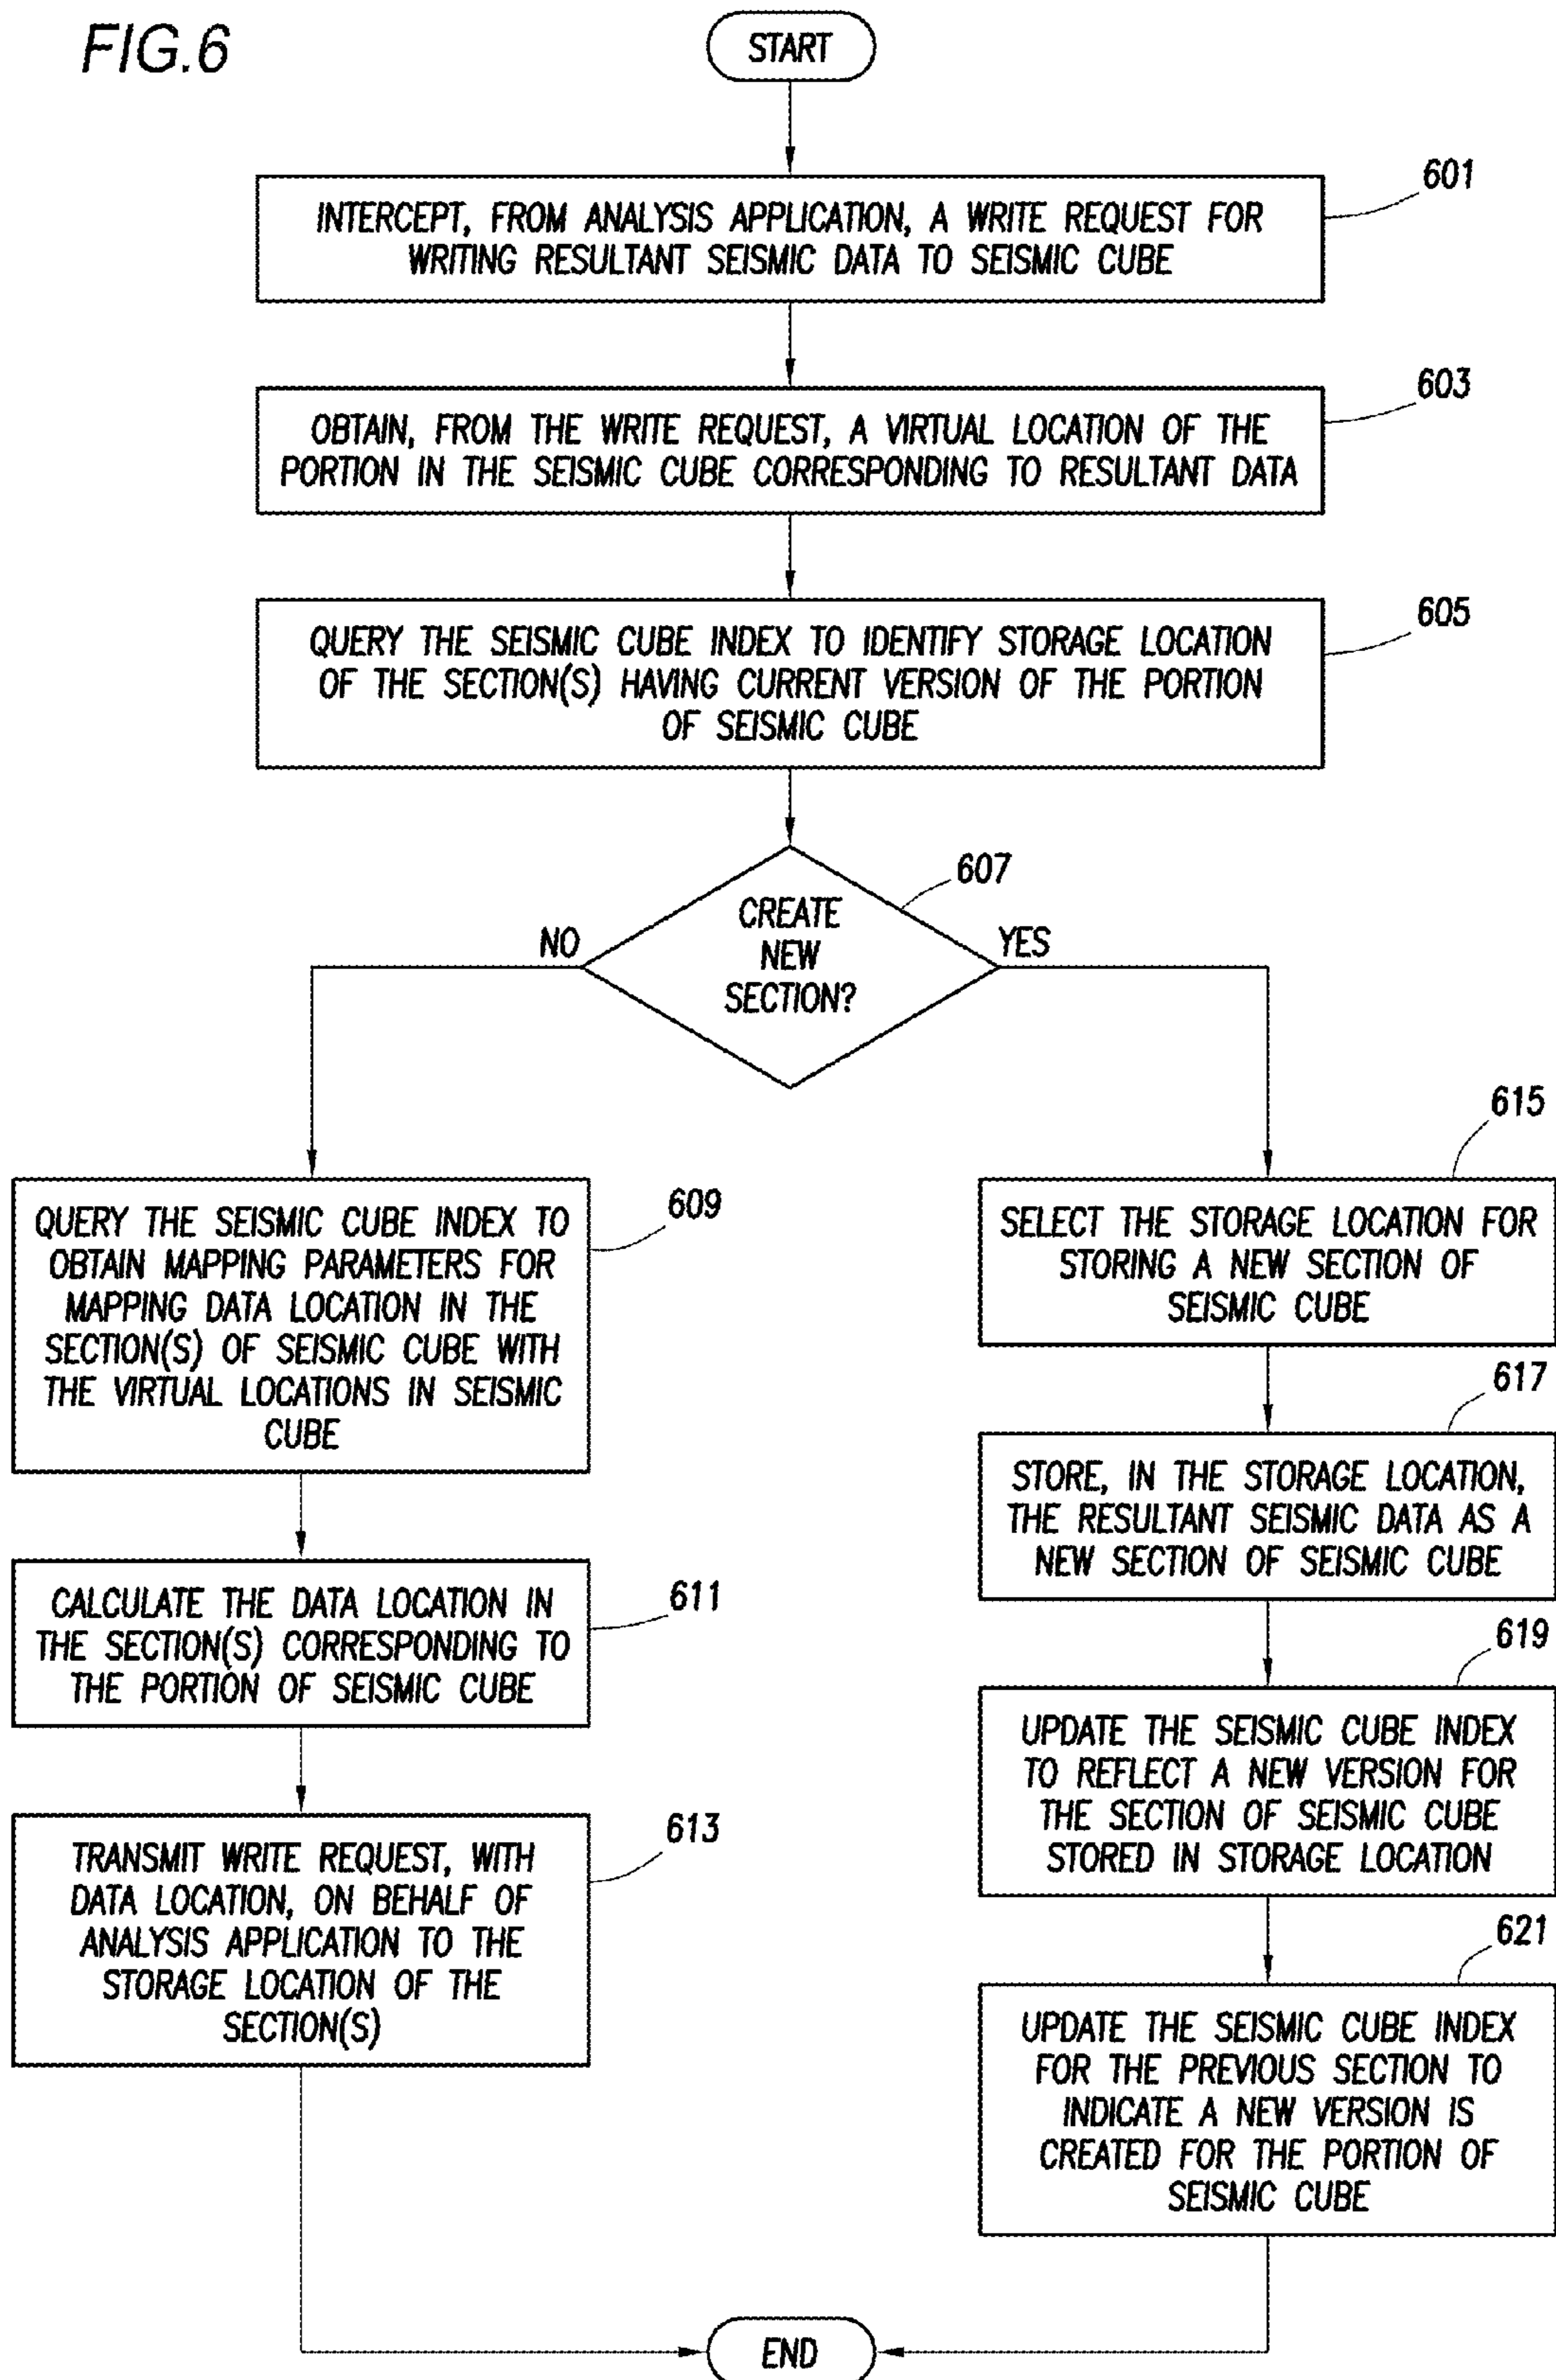 FIG.6
START
601
INTERCEPT, FROM ANALYSIS APPLICATION, A WRITE REQUEST FOR
WRITING RESULTANT SEISMIC DATA TO SEISMIC CUBE
603
OBTAIN, FROM THE WRITE REQUEST, A VIRTUAL LOCATION OF THE
PORTION IN THE SEISMIC CUBE CORRESPONDING TO RESULTANT DATA
605
QUERY THE SEISMIC CUBE INDEX TO IDENTIFY STORAGE LOCATION
OF THE SECTION(S) HAVING CURRENT VERSION OF THE PORTION
OF SEISMIC CUBE
607
CREATE
NEW
SECTION?
NO
YES
609
QUERY THE SEISMIC CUBE INDEX TO
OBTAIN MAPPING PARAMETERS FOR
MAPPING DATA LOCATION IN THE
SECTION(S) OF SEISMIC CUBE WITH
THE VIRTUAL LOCATIONS IN SEISMIC
CUBE
611
CALCULATE THE DATA LOCATION IN
THE SECTION(S) CORRESPONDING TO
THE PORTION OF SEISMIC CUBE
613
TRANSMIT WRITE REQUEST, WITH
DATA LOCATION, ON BEHALF OF
ANALYSIS APPLICATION TO THE
STORAGE LOCATION OF THE
SECTION(S)
615
SELECT THE STORAGE LOCATION FOR
STORING A NEW SECTION OF
SEISMIC CUBE
617
STORE, IN THE STORAGE LOCATION,
THE RESULTANT SEISMIC DATA AS A
NEW SECTION OF SEISMIC CUBE
619
UPDATE THE SEISMIC CUBE INDEX
TO REFLECT A NEW VERSION FOR
THE SECTION OF SEISMIC CUBE
STORED IN STORAGE LOCATION
621
UPDATE THE SEISMIC CUBE INDEX
FOR THE PREVIOUS SECTION TO
INDICATE A NEW VERSION IS
CREATED FOR THE PORTION OF
SEISMIC CUBE
END